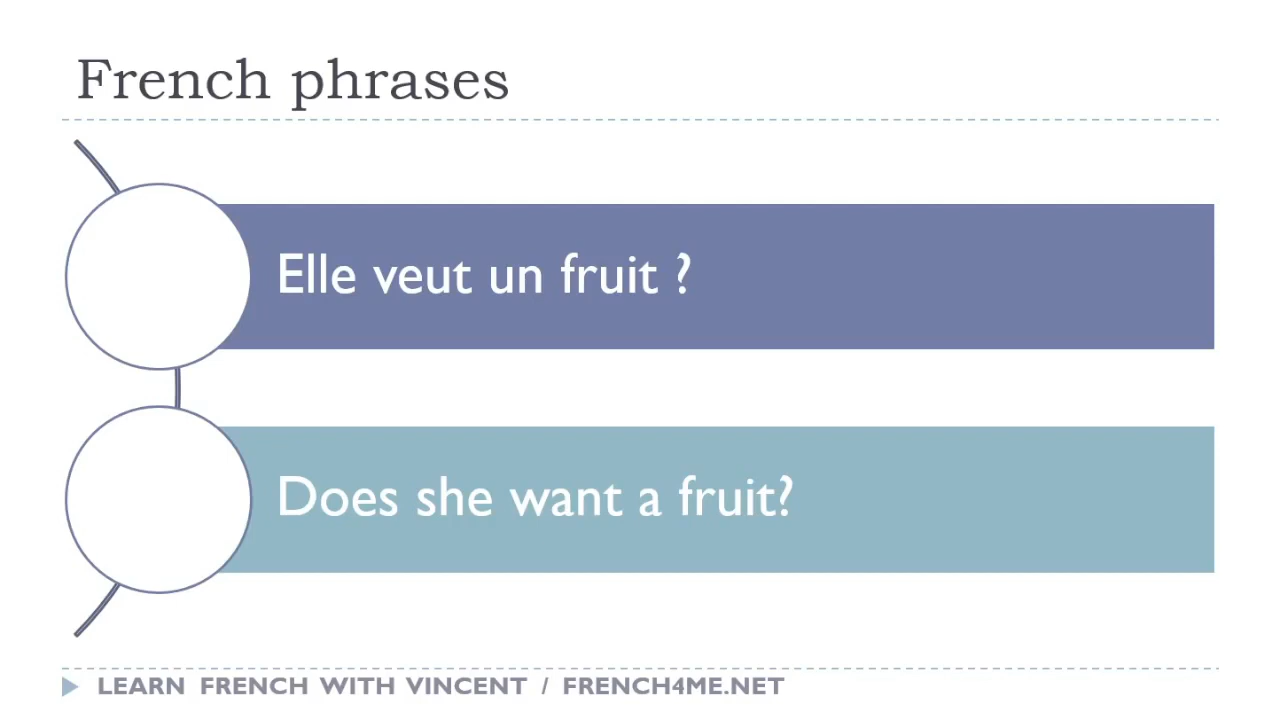 French phrases
Elle veut un fruit ?
Does she want a fruit?
LEARN FRENCH WITH VINCENT / FRENCH4ME.NET